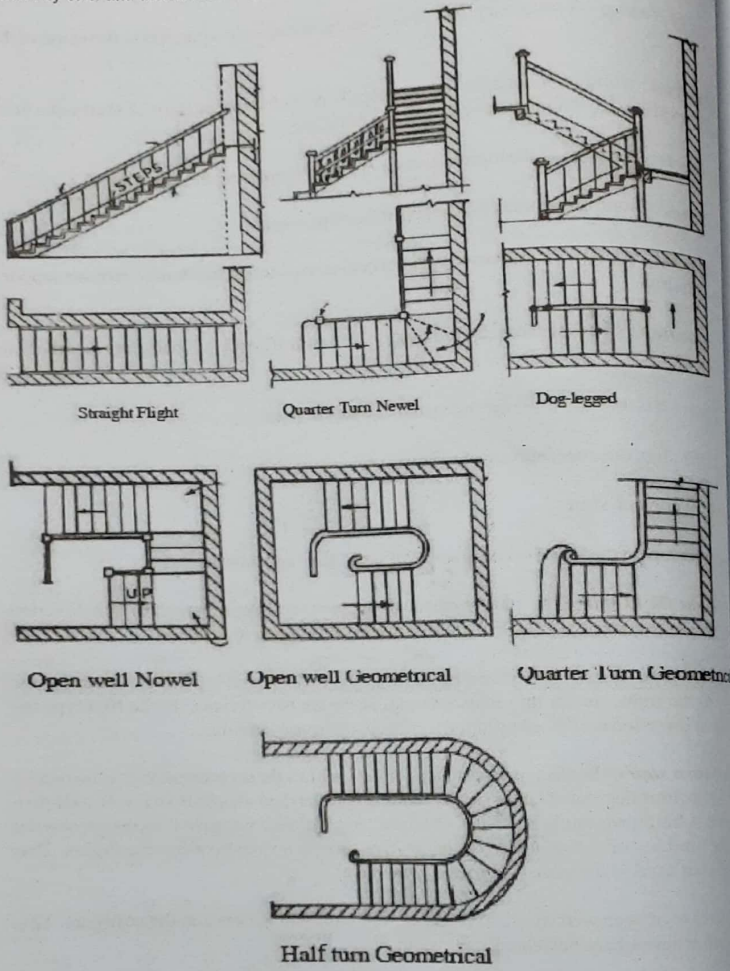 STEPS
Straight Flight
Quarter Turn Newel
Dog-legged
UP
Open well Nowel
Open well Geometrical
Quarter Turn Geometric
Half turn Geometrical